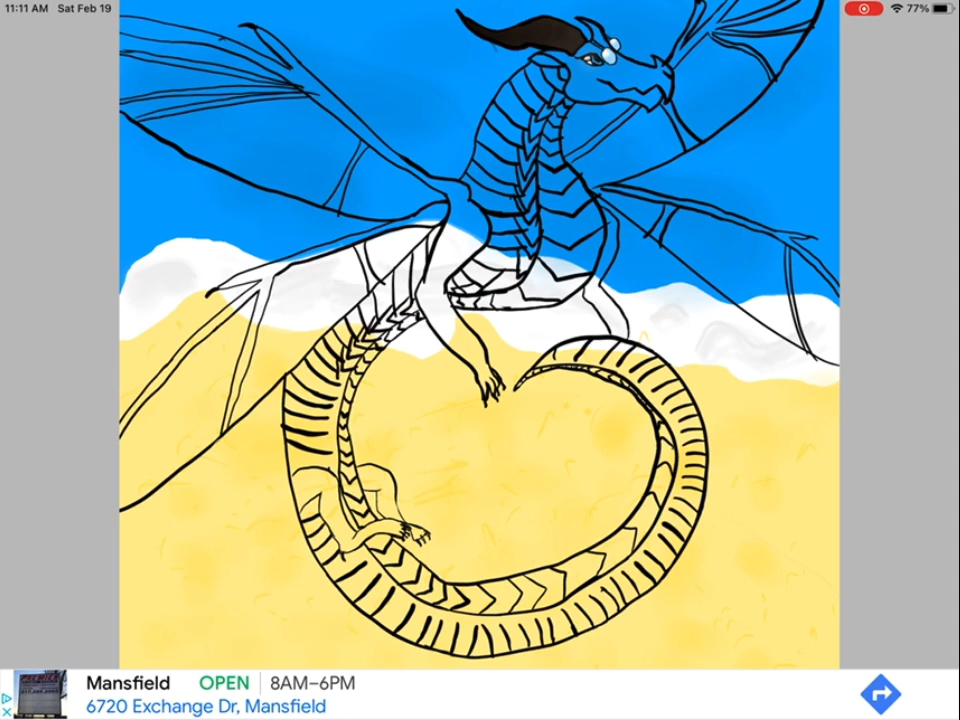 11:11 AM Sat Feb 19
77%
Mansfield OPEN 8AM–6PM
6720 Exchange Dr, Mansfield